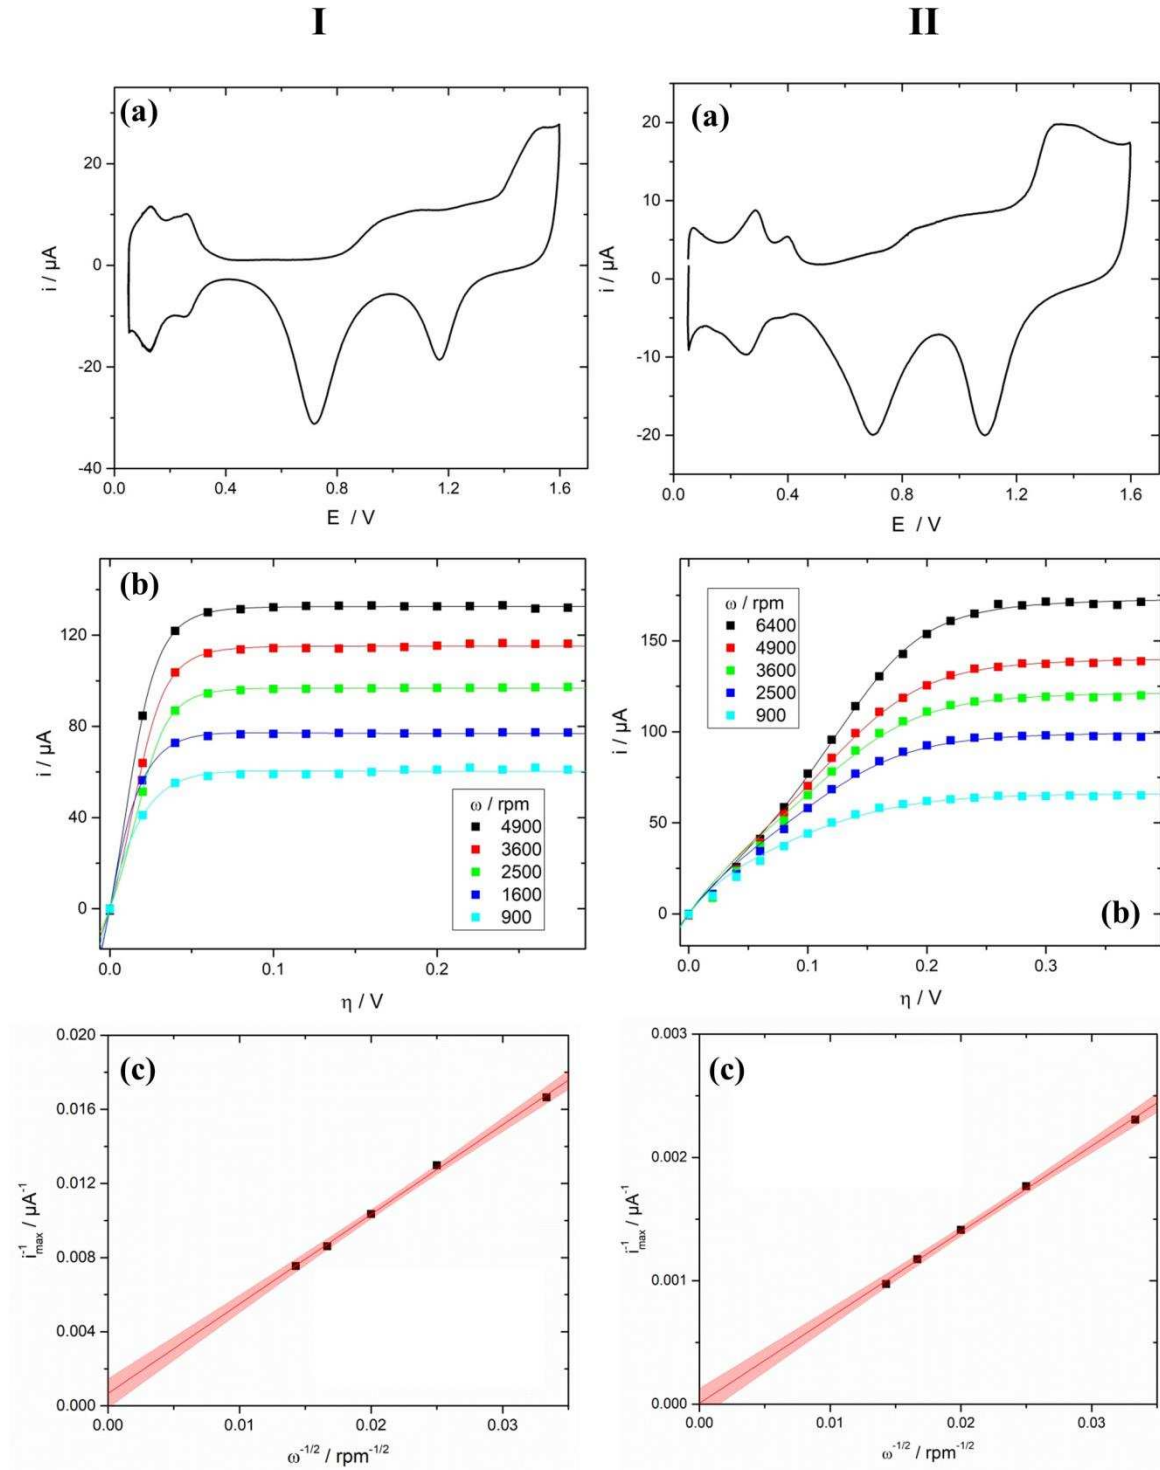 I
II
(a)
i / µA
20
0
-20
-40
0.0 0.4 0.8 1.2 1.6
E / V
(a)
i / µA
20
10
0
-10
-20
0.0 0.4 0.8 1.2 1.6
E / V
(b)
i / µA
120
80
40
0
ω / rpm
4900
3600
2500
1600
900
0.0 0.1 0.2
η / V
ω / rpm
6400
4900
3600
2500
900
i / µA
150
100
50
0
(b)
0.0 0.1 0.2 0.3
η / V
(c)
i⁻¹max / µA⁻¹
0.020
0.016
0.012
0.008
0.004
0.000
0.00 0.01 0.02 0.03
ω⁻¹/² / rpm⁻¹/²
(c)
i⁻¹max / µA⁻¹
0.003
0.002
0.001
0.000
0.00 0.01 0.02 0.03
ω⁻¹/² / rpm⁻¹/²